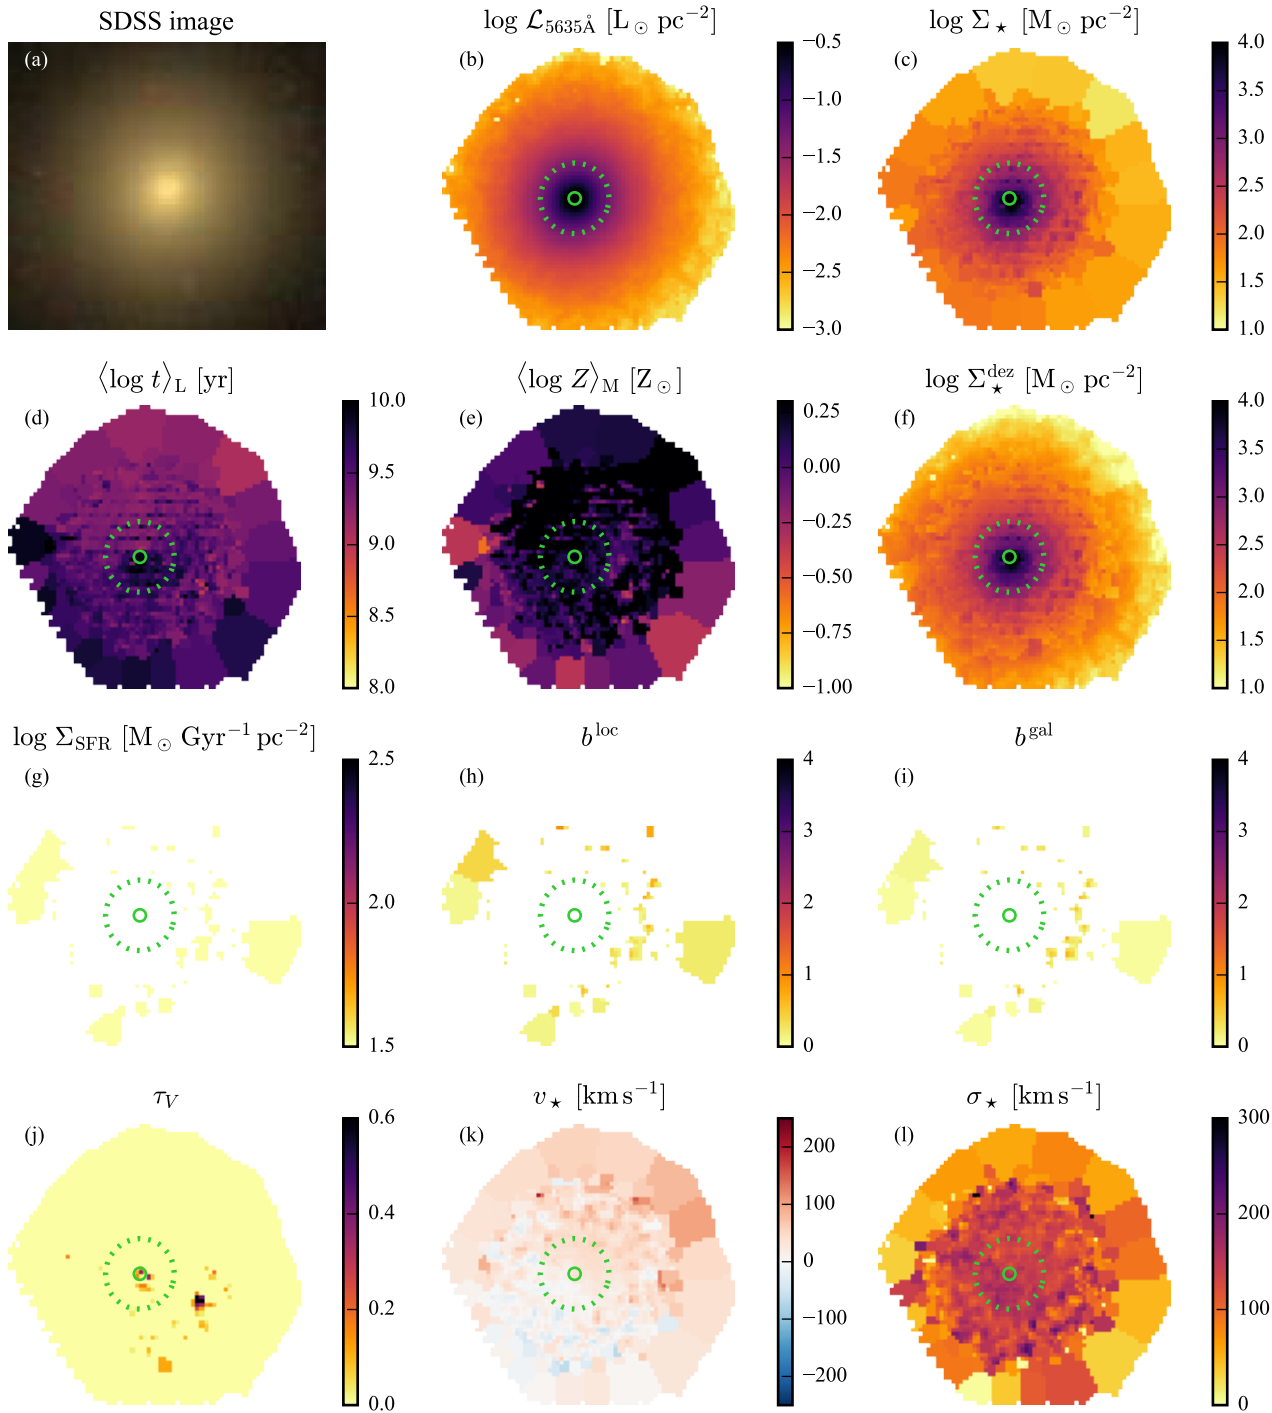 SDSS image
log ℒ₅₆₃₅Å [L⊙ pc⁻²]
log Σ⋆ [M⊙ pc⁻²]
(a)
(b)
−0.5
−1.0
−1.5
−2.0
−2.5
−3.0
(c)
4.0
3.5
3.0
2.5
2.0
1.5
1.0
⟨log t⟩L [yr]
⟨log Z⟩M [Z⊙]
log Σ⋆^dez [M⊙ pc⁻²]
(d)
10.0
9.5
9.0
8.5
8.0
(e)
0.25
0.00
−0.25
−0.50
−0.75
−1.00
(f)
4.0
3.5
3.0
2.5
2.0
1.5
1.0
log ΣSFR [M⊙ Gyr⁻¹ pc⁻²]
b^loc
b^gal
(g)
2.5
2.0
1.5
(h)
4
3
2
1
0
(i)
4
3
2
1
0
τV
v⋆ [km s⁻¹]
σ⋆ [km s⁻¹]
(j)
0.6
0.4
0.2
0.0
(k)
200
100
0
−100
−200
(l)
300
200
100
0